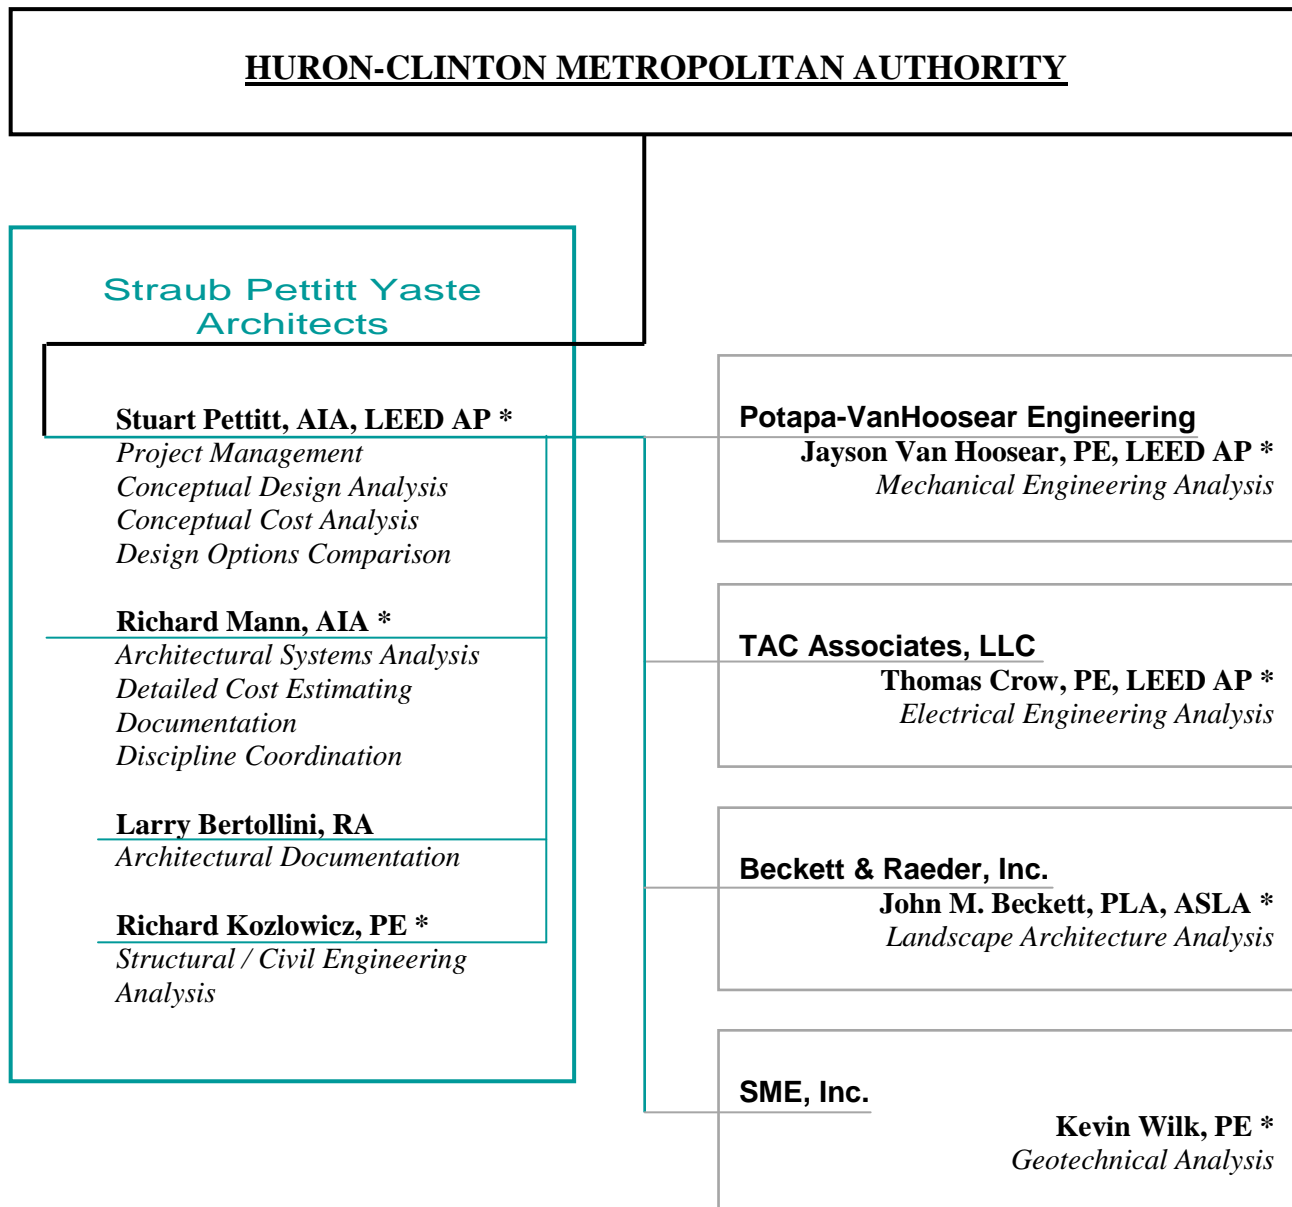 HURON-CLINTON METROPOLITAN AUTHORITY
Straub Pettitt Yaste
Architects
Stuart Pettitt, AIA, LEED AP *
Project Management
Conceptual Design Analysis
Conceptual Cost Analysis
Design Options Comparison
Richard Mann, AIA *
Architectural Systems Analysis
Detailed Cost Estimating
Documentation
Discipline Coordination
Larry Bertollini, RA
Architectural Documentation
Richard Kozlowicz, PE *
Structural / Civil Engineering
Analysis
Potapa-VanHoosear Engineering
Jayson Van Hoosear, PE, LEED AP *
Mechanical Engineering Analysis
TAC Associates, LLC
Thomas Crow, PE, LEED AP *
Electrical Engineering Analysis
Beckett & Raeder, Inc.
John M. Beckett, PLA, ASLA *
Landscape Architecture Analysis
SME, Inc.
Kevin Wilk, PE *
Geotechnical Analysis